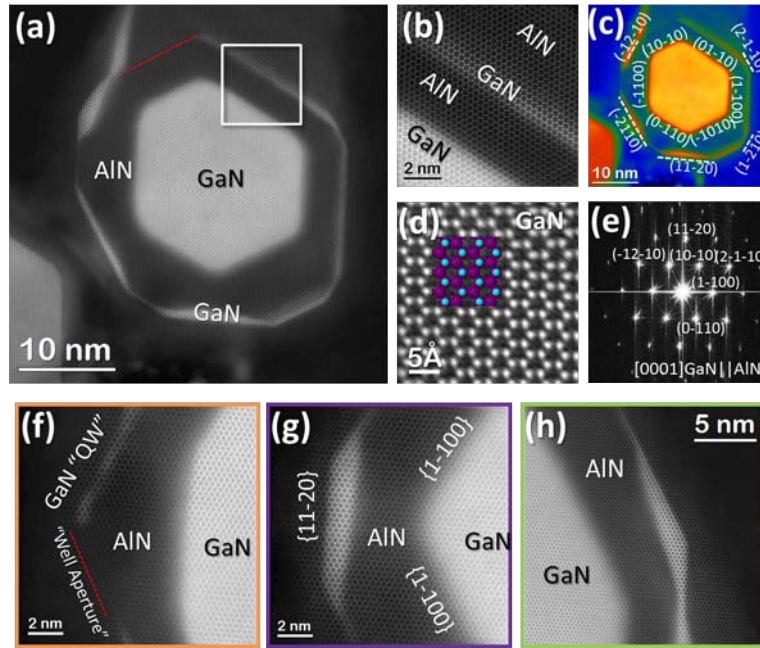 (a)
AlN
GaN
GaN
10 nm
(b)
AlN
GaN
AlN
GaN
2 nm
(c)
(-12-10)
(10-10)
(01-10)
(2-1-10)
(-1100)
(1-100)
(-2110)
(0-110)
(-1010)
(1-210)
(11-20)
10 nm
(d)
GaN
5Å
(e)
(11-20)
(-12-10)
(10-10)
(2-1-10)
(1-100)
(0-110)
[0001]GaN||AlN
(f)
GaN "QW"
AlN
GaN
"Well Aperture"
2 nm
(g)
{11-20}
{1-100}
AlN
GaN
{1-100}
2 nm
(h)
5 nm
AlN
GaN